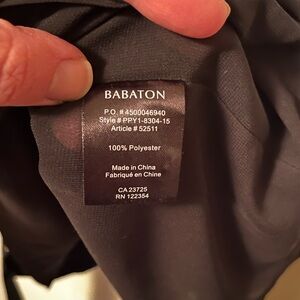 BABATON
P.O. # 4500046940
Style # PPY1-8304-15
Article # 52511
100% Polyester
Made in China
Fabriqué en Chine
CA 23725
RN 122354